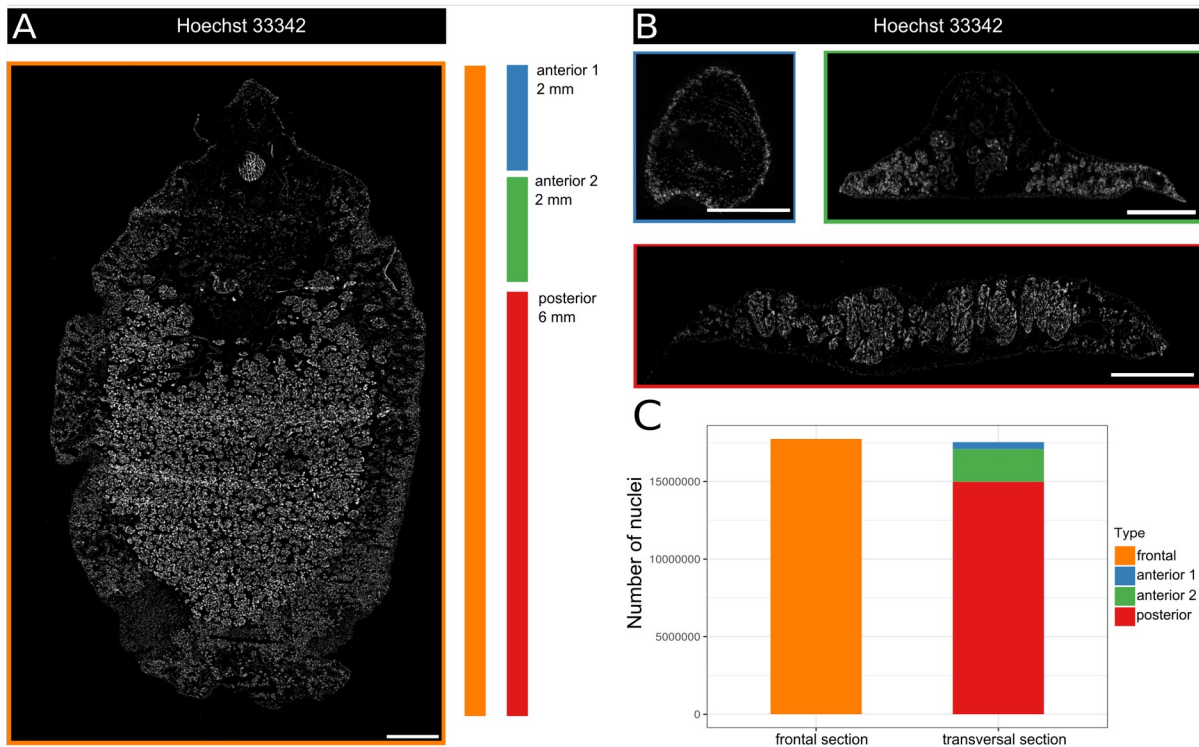 A
Hoechst 33342
anterior 1
2 mm
anterior 2
2 mm
posterior
6 mm
B
Hoechst 33342
C
Number of nuclei
15000000
10000000
5000000
0
frontal section
transversal section
Type
frontal
anterior 1
anterior 2
posterior